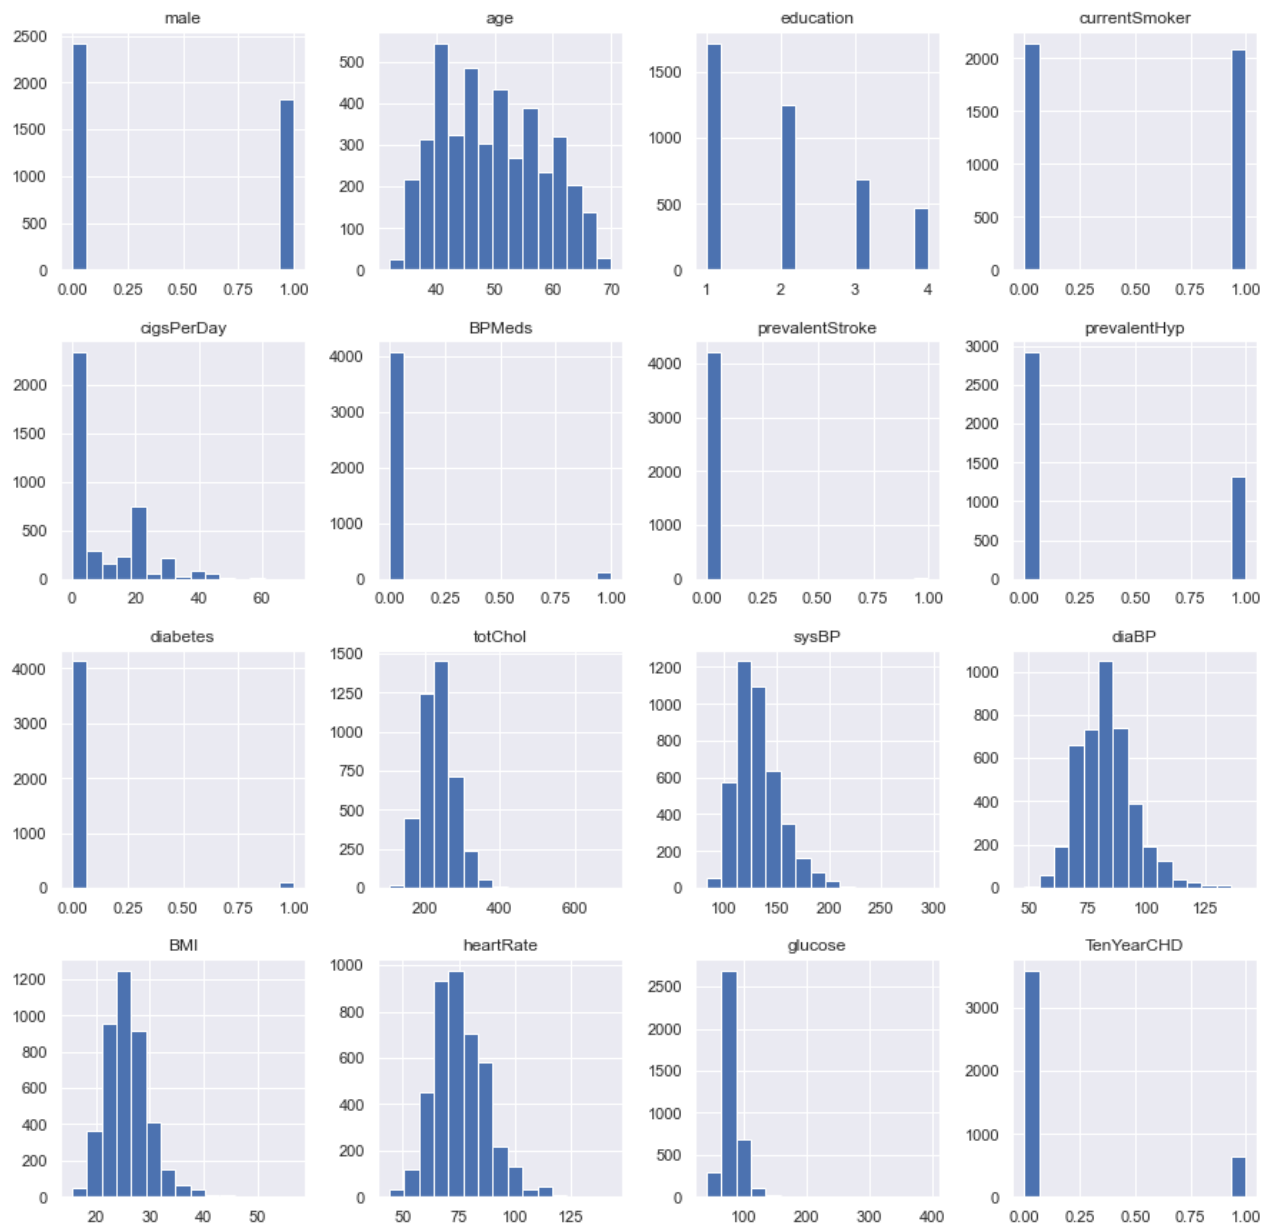 male age education currentSmoker
2500 2000 1500 1000 500 0
500 400 300 200 100 0
1500 1000 500 0
2000 1500 1000 500 0
0.00 0.25 0.50 0.75 1.00 40 50 60 70 1 2 3 4 0.00 0.25 0.50 0.75 1.00
cigsPerDay BPMeds prevalentStroke prevalentHyp
2000 1500 1000 500 0
4000 3000 2000 1000 0
4000 3000 2000 1000 0
3000 2500 2000 1500 1000 500 0
0 20 40 60 0.00 0.25 0.50 0.75 1.00 0.00 0.25 0.50 0.75 1.00 0.00 0.25 0.50 0.75 1.00
diabetes totChol sysBP diaBP
4000 3000 2000 1000 0
1500 1250 1000 750 500 250 0
1200 1000 800 600 400 200 0
1000 800 600 400 200 0
0.00 0.25 0.50 0.75 1.00 200 400 600 100 150 200 250 300 50 75 100 125
BMI heartRate glucose TenYearCHD
1200 1000 800 600 400 200 0
1000 800 600 400 200 0
2500 2000 1500 1000 500 0
3000 2000 1000 0
20 30 40 50 50 75 100 125 100 200 300 400 0.00 0.25 0.50 0.75 1.00